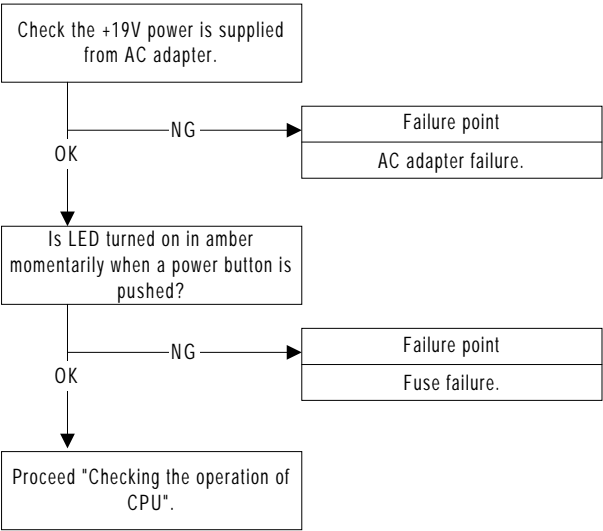 Check the +19V power is supplied
from AC adapter.
NG
Failure point
OK
AC adapter failure.
Is LED turned on in amber
momentarily when a power button is
pushed?
NG
Failure point
OK
Fuse failure.
Proceed "Checking the operation of
CPU".